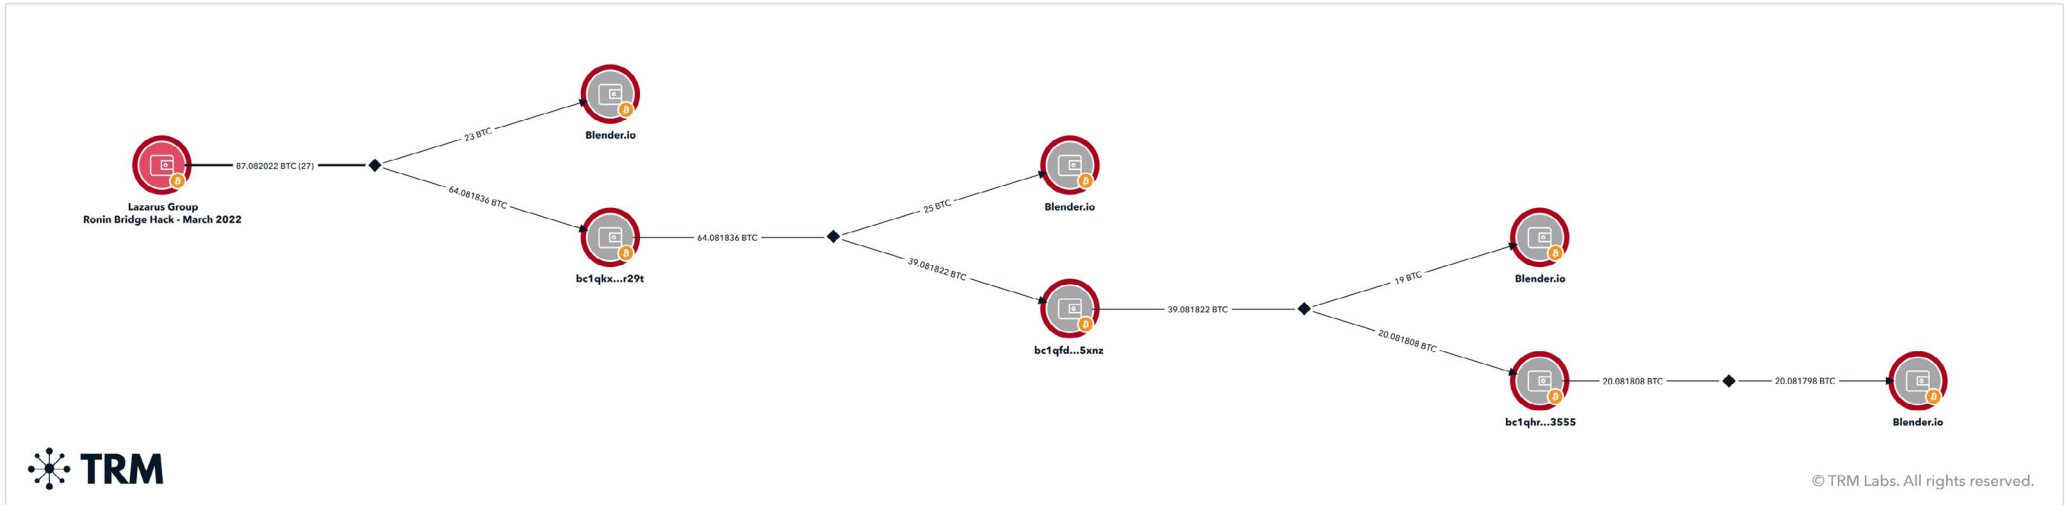 Blender.io
23 BTC
87.082022 BTC (27)
Lazarus Group
Ronin Bridge Hack - March 2022
64.081836 BTC
bc1qkx...r29t
64.081836 BTC
25 BTC
Blender.io
39.081822 BTC
bc1qfd...5xnz
39.081822 BTC
19 BTC
Blender.io
20.081808 BTC
bc1qhr...3555
20.081808 BTC
20.081798 BTC
Blender.io
TRM
© TRM Labs. All rights reserved.